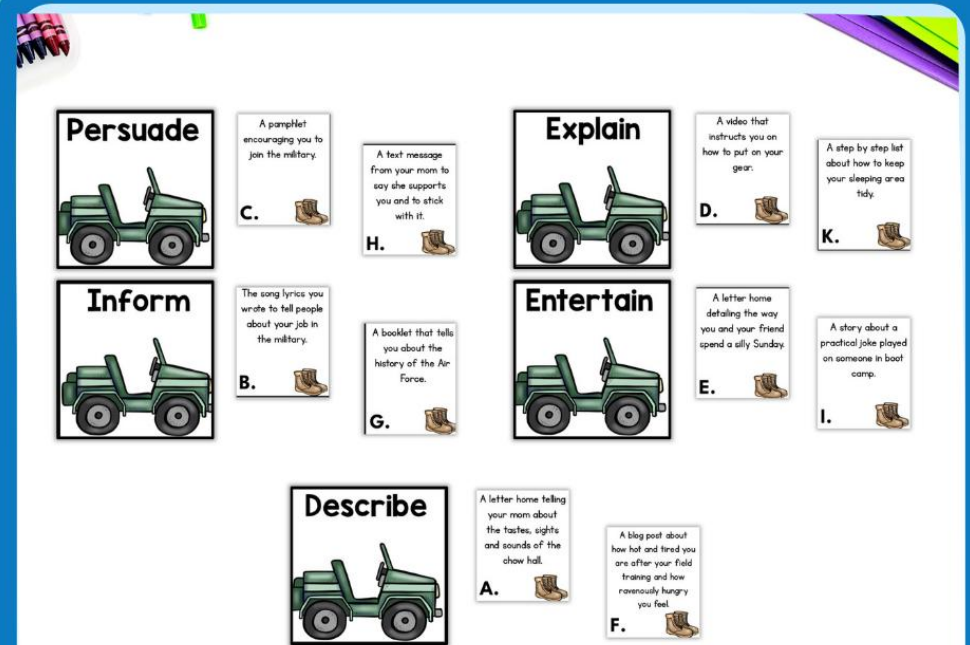 Persuade
A pamphlet
encouraging you to
join the military.
C.
A text message
from your mom to
say she supports
you and to stick
with it.
H.
Explain
A video that
instructs you on
how to put on your
gear.
D.
A step by step list
about how to keep
your sleeping area
tidy.
K.
Inform
The song lyrics you
wrote to tell people
about your job in
the military.
B.
A booklet that tells
you about the
history of the Air
Force.
G.
Entertain
A letter home
detailing the way
you and your friend
spend a silly Sunday.
E.
A story about a
practical joke played
on someone in boot
camp.
I.
Describe
A letter home telling
your mom about
the tastes, sights
and sounds of the
chow hall.
A.
A blog post about
how hot and tired you
are after your field
training and how
ravenously hungry
you feel.
F.